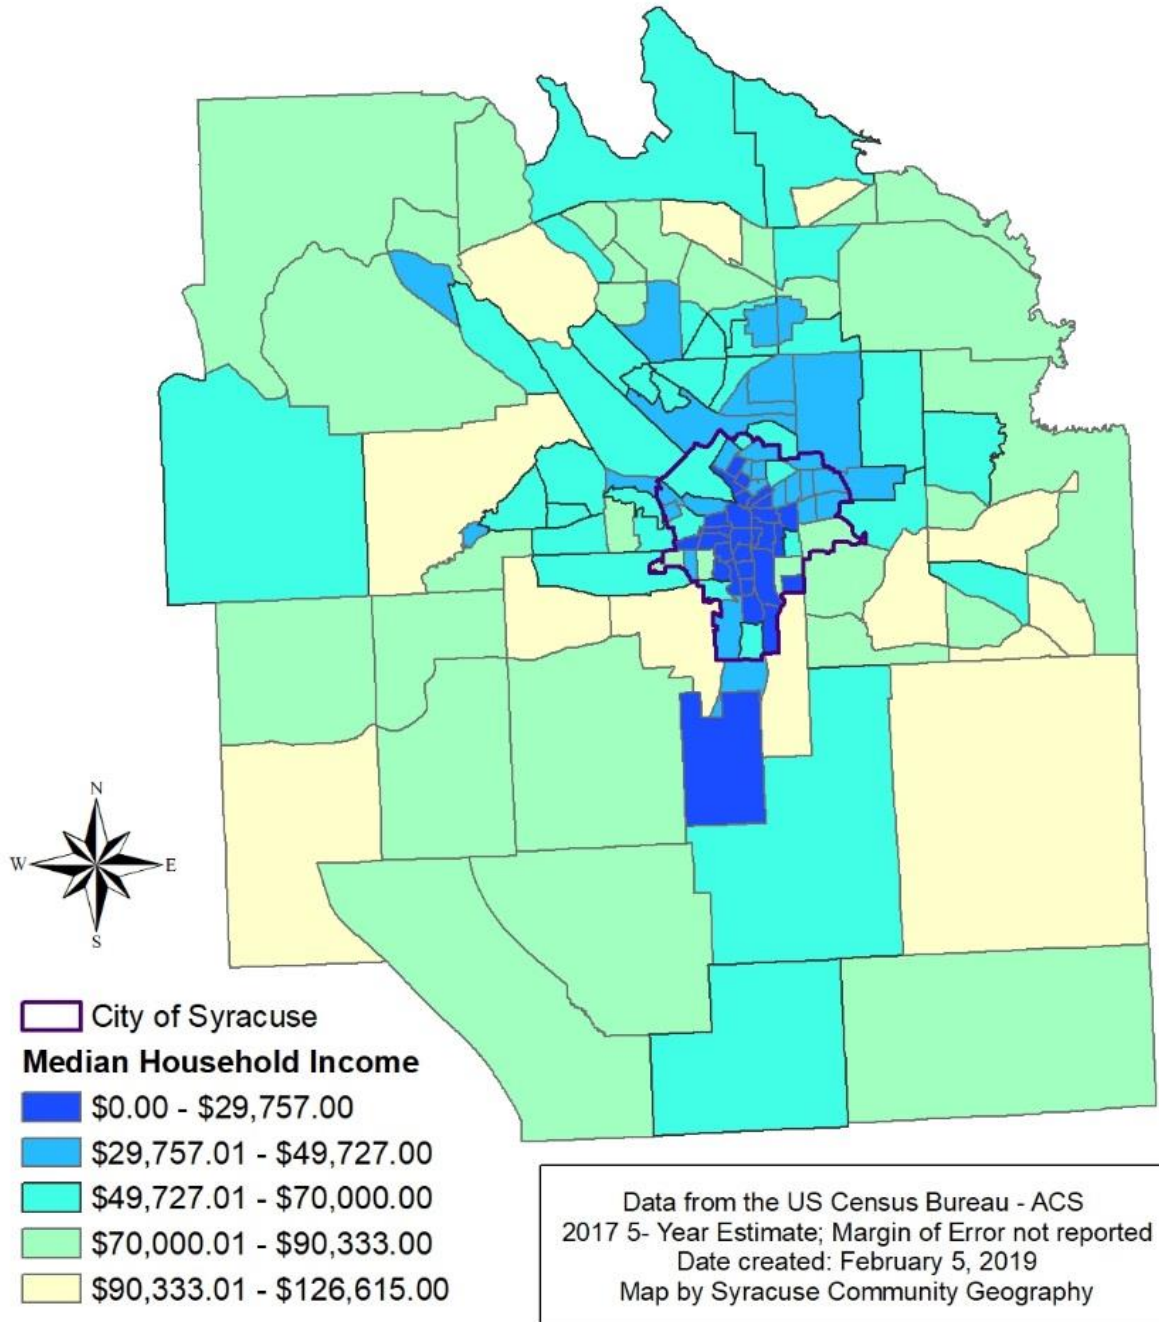 N
W E
S
City of Syracuse
Median Household Income
$0.00 - $29,757.00
$29,757.01 - $49,727.00
$49,727.01 - $70,000.00
$70,000.01 - $90,333.00
$90,333.01 - $126,615.00
Data from the US Census Bureau - ACS
2017 5- Year Estimate; Margin of Error not reported
Date created: February 5, 2019
Map by Syracuse Community Geography